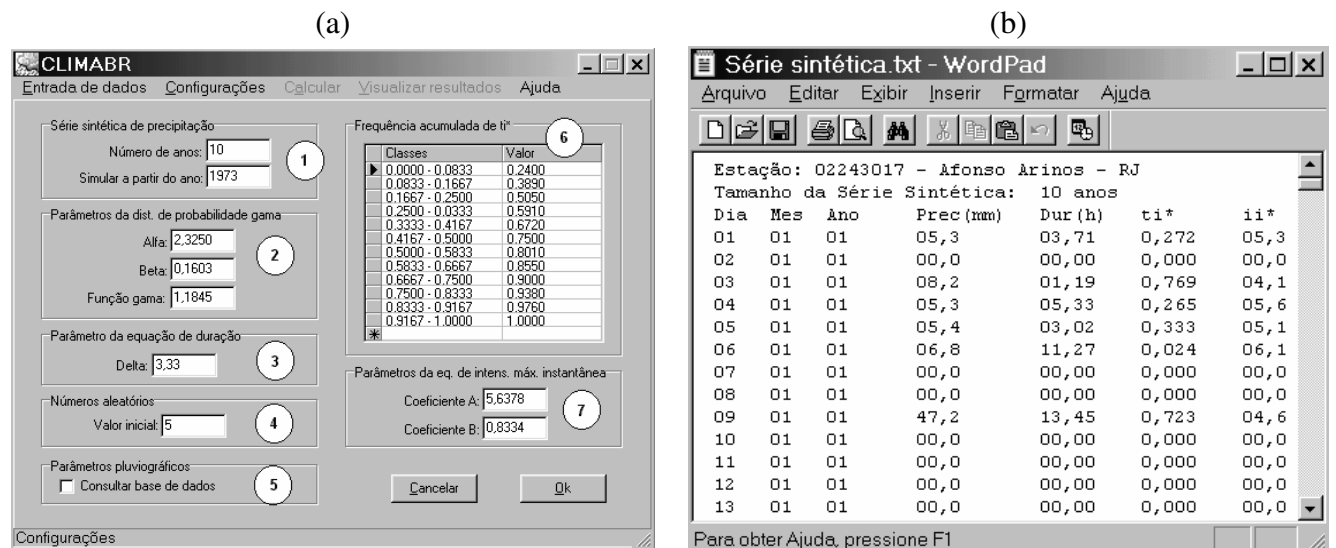 (a)
CLIMABR
Entrada de dados Configurações Calcular Visualizar resultados Ajuda
Série sintética de precipitação
Número de anos: 10
Simular a partir do ano: 1973
1
Parâmetros da dist. de probabilidade gama
Alfa: 2,3250
Beta: 0,1603
Função gama: 1,1845
2
Parâmetro da equação de duração
Delta: 3,33
3
Números aleatórios
Valor inicial: 5
4
Parâmetros pluviográficos
Consultar base de dados
5
Frequência acumulada de ti*
6
Classes Valor
0.0000 - 0.0833 0.2400
0.0833 - 0.1667 0.3890
0.1667 - 0.2500 0.5050
0.2500 - 0.0333 0.5910
0.3333 - 0.4167 0.6720
0.4167 - 0.5000 0.7500
0.5000 - 0.5833 0.8010
0.5833 - 0.6667 0.8550
0.6667 - 0.7500 0.9000
0.7500 - 0.8333 0.9380
0.8333 - 0.9167 0.9760
0.9167 - 1.0000 1.0000
*
Parâmetros da eq. de intens. máx. instantânea
Coeficiente A: 5,6378
Coeficiente B: 0,8334
7
Cancelar Ok
Configurações
(b)
Série sintética.txt - WordPad
Arquivo Editar Exibir Inserir Formatar Ajuda
Estação: 02243017 - Afonso Arinos - RJ
Tamanho da Série Sintética: 10 anos
Dia Mes Ano Prec(mm) Dur(h) ti* ii*
01 01 01 05,3 03,71 0,272 05,3
02 01 01 00,0 00,00 0,000 00,0
03 01 01 08,2 01,19 0,769 04,1
04 01 01 05,3 05,33 0,265 05,6
05 01 01 05,4 03,02 0,333 05,1
06 01 01 06,8 11,27 0,024 06,1
07 01 01 00,0 00,00 0,000 00,0
08 01 01 00,0 00,00 0,000 00,0
09 01 01 47,2 13,45 0,723 04,6
10 01 01 00,0 00,00 0,000 00,0
11 01 01 00,0 00,00 0,000 00,0
12 01 01 00,0 00,00 0,000 00,0
13 01 01 00,0 00,00 0,000 00,0
Para obter Ajuda, pressione F1